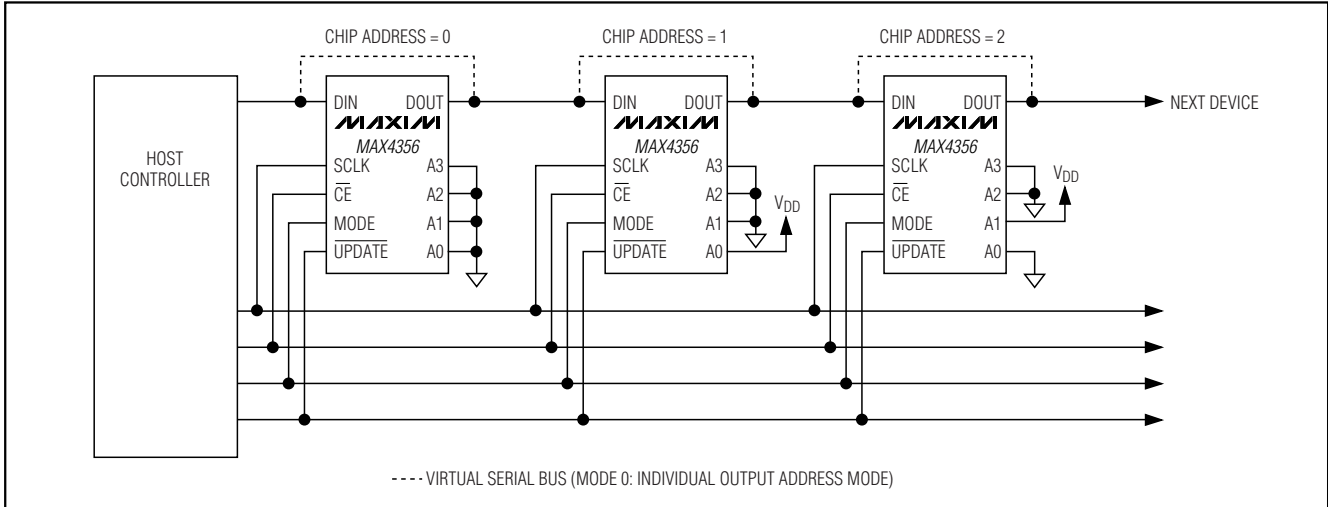 CHIP ADDRESS = 0
CHIP ADDRESS = 1
CHIP ADDRESS = 2
HOST
CONTROLLER
DIN DOUT
MAXIM
MAX4356
SCLK A3
CE A2
MODE A1
UPDATE A0
DIN DOUT
MAXIM
MAX4356
SCLK A3
CE A2
MODE A1
UPDATE A0
VDD
DIN DOUT
MAXIM
MAX4356
SCLK A3
CE A2
MODE A1
UPDATE A0
VDD
NEXT DEVICE
VIRTUAL SERIAL BUS (MODE 0: INDIVIDUAL OUTPUT ADDRESS MODE)